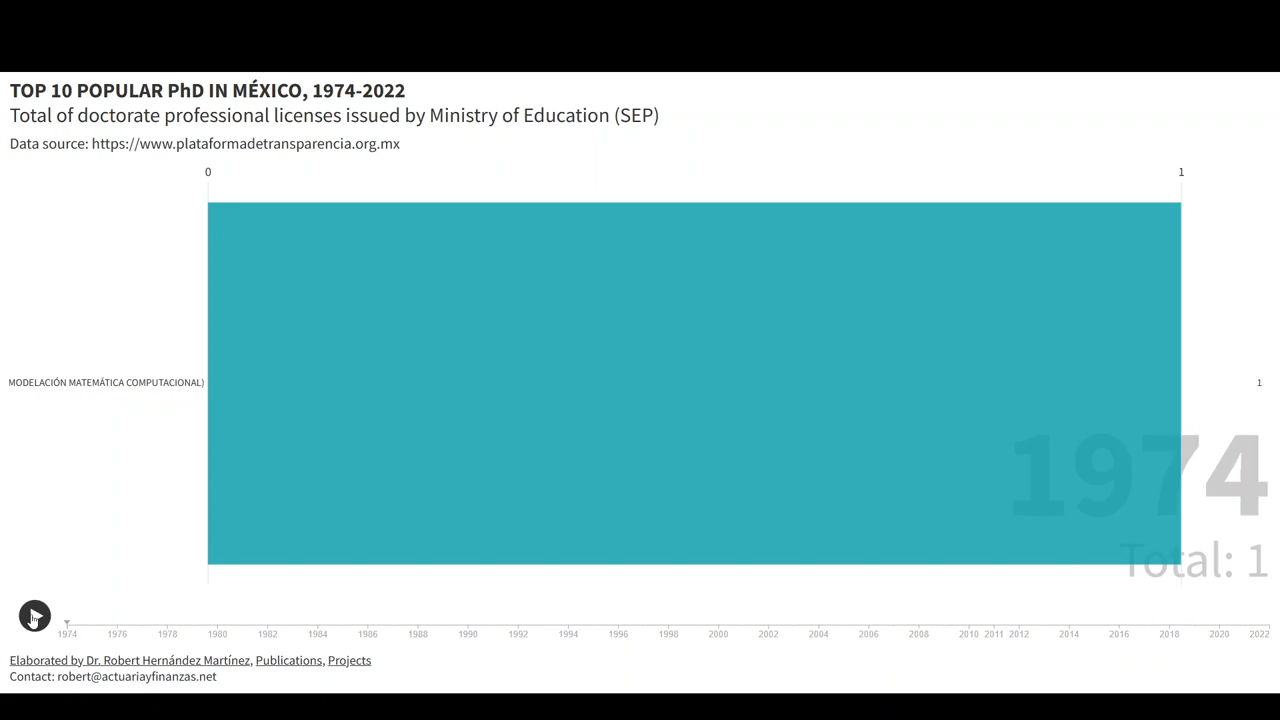 TOP 10 POPULAR PhD IN MÉXICO, 1974-2022
Total of doctorate professional licenses issued by Ministry of Education (SEP)
Data source: https://www.plataformadetransparencia.org.mx
0 1
MODELACIÓN MATEMÁTICA COMPUTACIONAL) 1
1974
Total: 1
1974 1976 1978 1980 1982 1984 1986 1988 1990 1992 1994 1996 1998 2000 2002 2004 2006 2008 2010 2011 2012 2014 2016 2018 2020 2022
Elaborated by Dr. Robert Hernández Martínez, Publications, Projects
Contact: robert@actuariayfinanzas.net